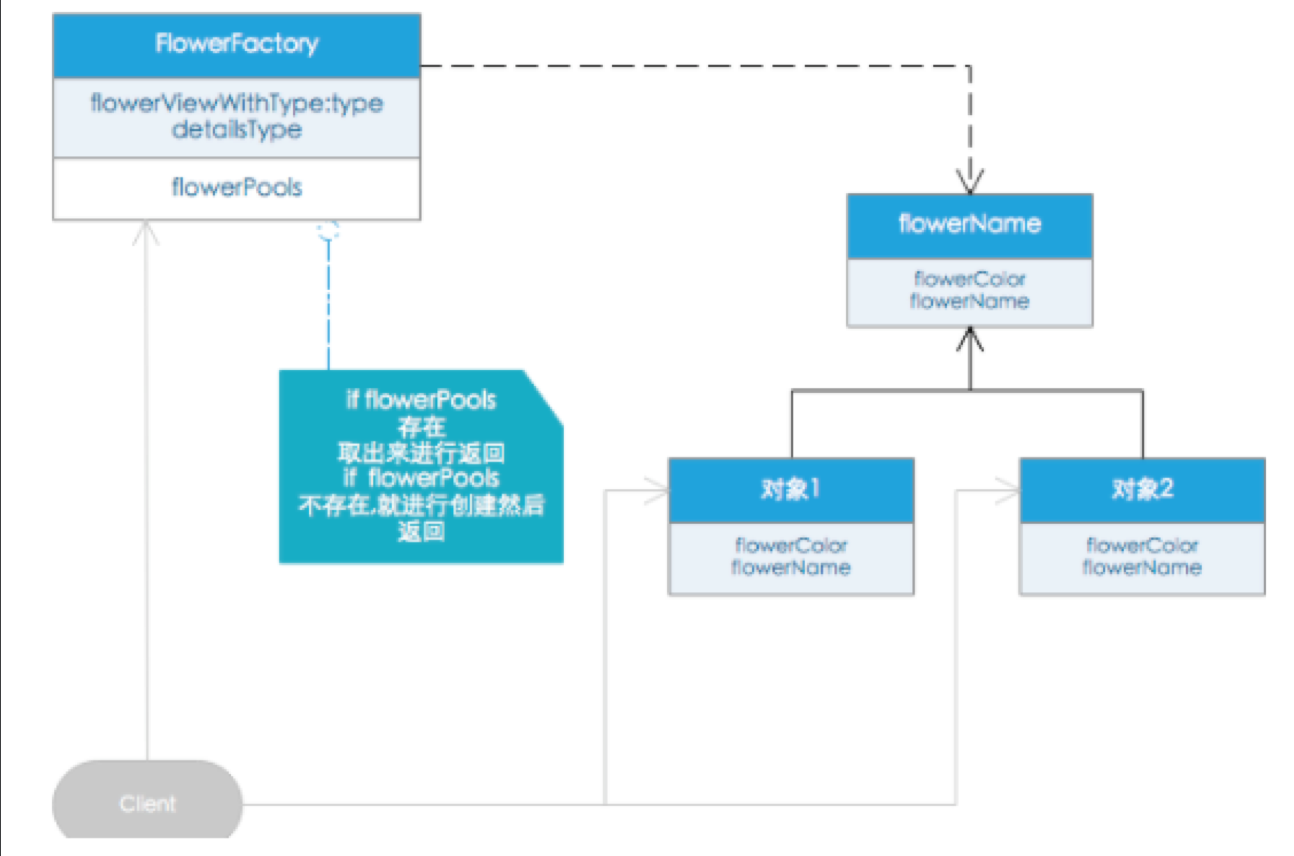 FlowerFactory
flowerViewWithType:type
detailsType
flowerPools
flowerName
flowerColor
flowerName
if flowerPools
存在
取出来进行返回
if flowerPools
不存在,就进行创建然后
返回
对象1
flowerColor
flowerName
对象2
flowerColor
flowerName
Client